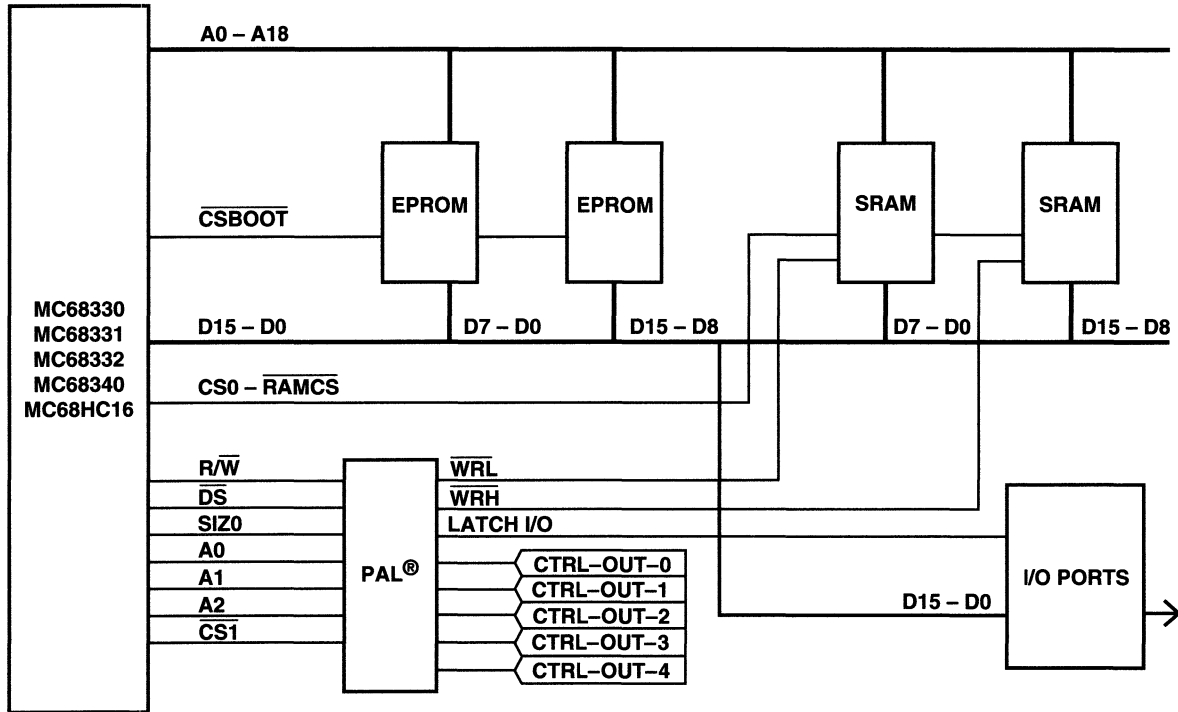 A0 – A18
EPROM
EPROM
SRAM
SRAM
CSBOOT
MC68330
MC68331
MC68332
MC68340
MC68HC16
D15 – D0
D7 – D0
D15 – D8
D7 – D0
D15 – D8
CS0 – RAMCS
R/W
DS
SIZ0
A0
A1
A2
CS1
PAL®
WRL
WRH
LATCH I/O
CTRL–OUT–0
CTRL–OUT–1
CTRL–OUT–2
CTRL–OUT–3
CTRL–OUT–4
D15 – D0
I/O PORTS